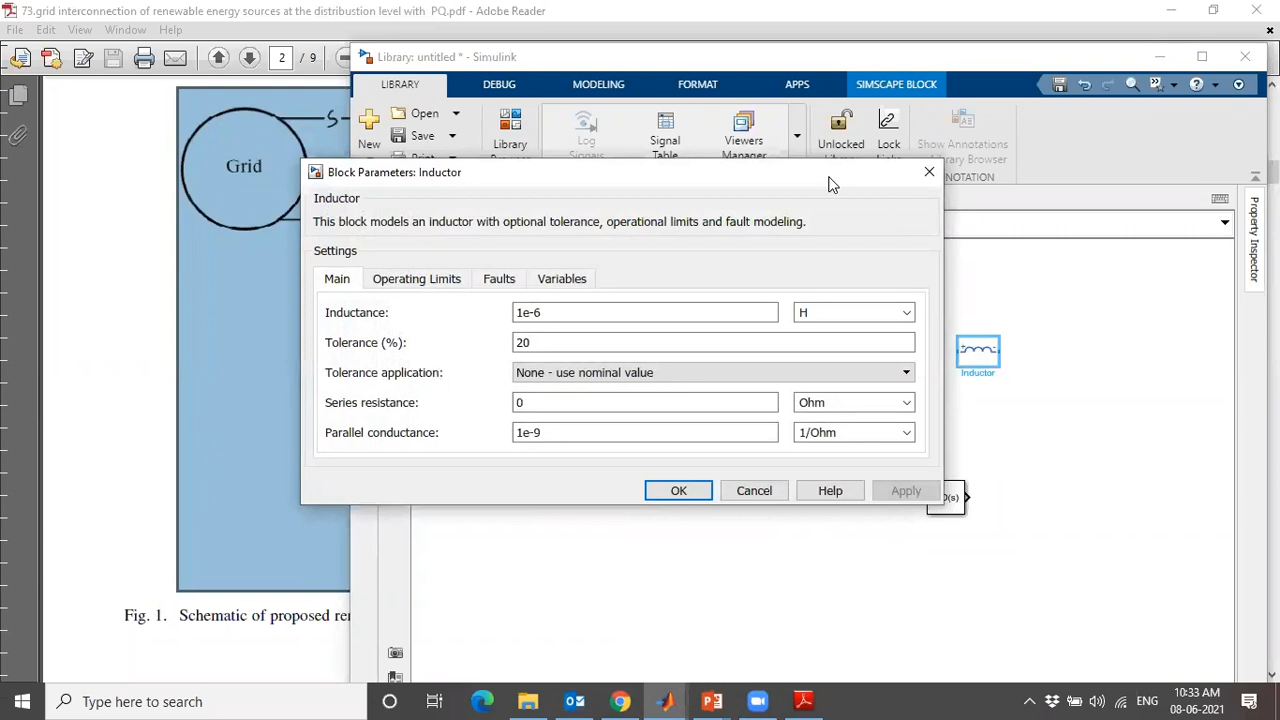 73.grid interconnection of renewable energy sources at the distribustion level with PQ.pdf - Adobe Reader
File Edit View Window Help
2 / 9
Library: untitled * - Simulink
LIBRARY DEBUG MODELING FORMAT APPS SIMSCAPE BLOCK
New Open Save Library Log Signal Table Viewers Manager Unlocked Lock Show Annotations
Library Browser
Block Parameters: Inductor
Inductor
This block models an inductor with optional tolerance, operational limits and fault modeling.
Settings
Main Operating Limits Faults Variables
Inductance: 1e-6 H
Tolerance (%): 20
Tolerance application: None - use nominal value
Series resistance: 0 Ohm
Parallel conductance: 1e-9 1/Ohm
OK Cancel Help Apply
Grid
S
Property Inspector
Inductor
(s)
Fig. 1. Schematic of proposed
Type here to search
ENG
10:33 AM
08-06-2021